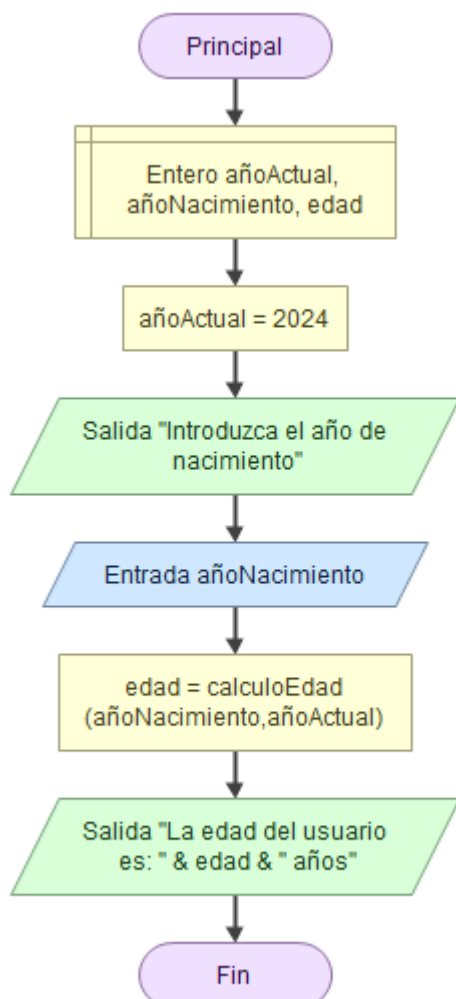 Principal
Entero añoActual,
añoNacimiento, edad
añoActual = 2024
Salida "Introduzca el año de
nacimiento"
Entrada añoNacimiento
edad = calculoEdad
(añoNacimiento,añoActual)
Salida "La edad del usuario
es: " & edad & " años"
Fin